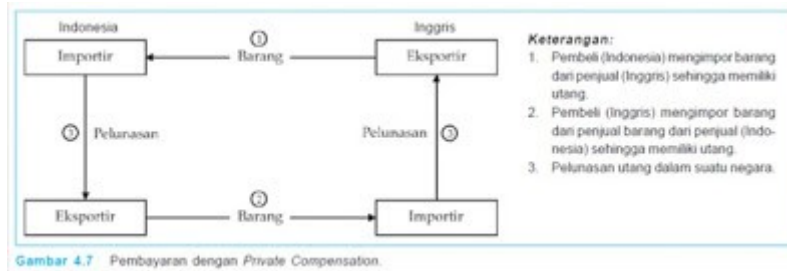 Indonesia
Inggris
Importir
① Barang
Eksportir
③ Pelunasan
Pelunasan ③
Eksportir
② Barang
Importir
Keterangan:
1. Pembeli (Indonesia) mengimpor barang
dari penjual (Inggris) sehingga memiliki
utang.
2. Pembeli (Inggris) mengimpor barang
dari penjual barang dari penjual (Indo-
nesia) sehingga memiliki utang.
3. Pelunasan utang dalam suatu negara.
Gambar 4.7 Pembayaran dengan Private Compensation.